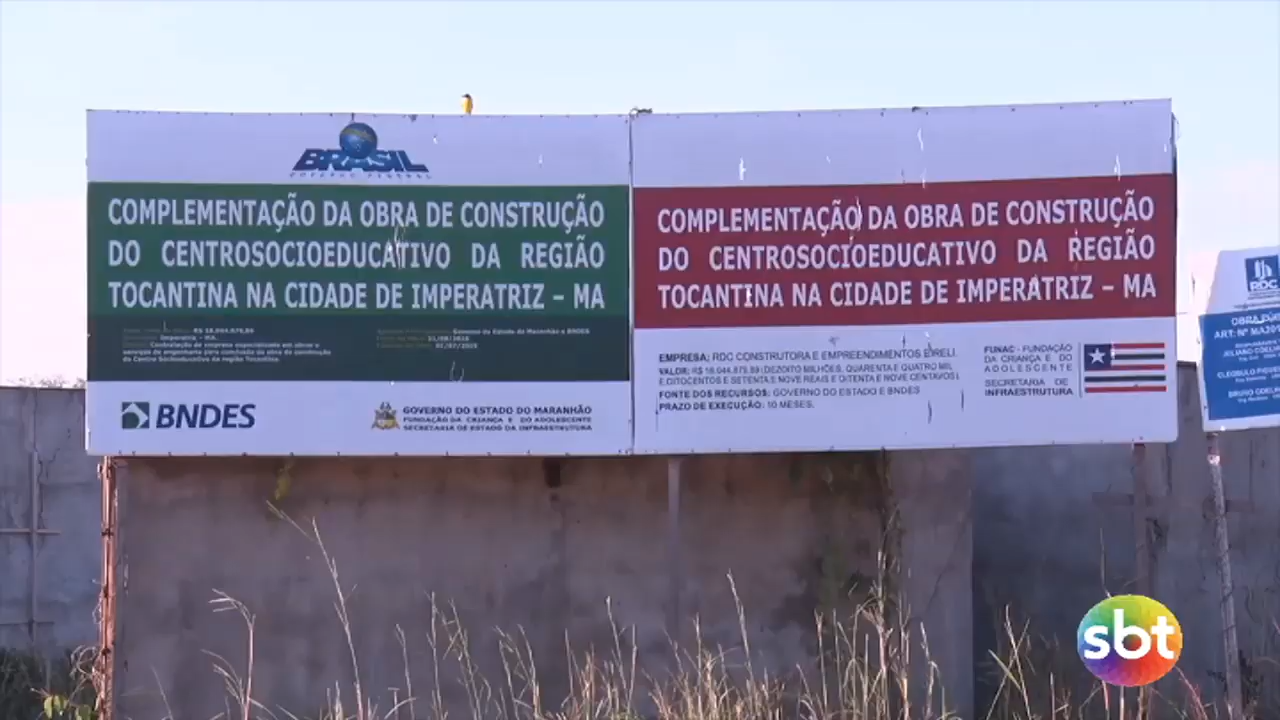 BRASIL
GOVERNO FEDERAL
COMPLEMENTAÇÃO DA OBRA DE CONSTRUÇÃO
DO CENTROSOCIOEDUCATIVO DA REGIÃO
TOCANTINA NA CIDADE DE IMPERATRIZ – MA
Imperatriz – MA
BNDES
GOVERNO DO ESTADO DO MARANHÃO
FUNDAÇÃO DA CRIANÇA E DO ADOLESCENTE
SECRETARIA DE ESTADO DA INFRAESTRUTURA
COMPLEMENTAÇÃO DA OBRA DE CONSTRUÇÃO
DO CENTROSOCIOEDUCATIVO DA REGIÃO
TOCANTINA NA CIDADE DE IMPERATRIZ – MA
EMPRESA: RDC CONSTRUTORA E EMPREENDIMENTOS EIRELI.
VALOR: R$ 18.044.879,89 (DEZOITO MILHÕES, QUARENTA E QUATRO MIL
E OITOCENTOS E SETENTA E NOVE REAIS E OITENTA E NOVE CENTAVOS).
FONTE DOS RECURSOS: GOVERNO DO ESTADO E BNDES
PRAZO DE EXECUÇÃO: 10 MESES.
FUNAC - FUNDAÇÃO
DA CRIANÇA E DO
ADOLESCENTE
SECRETARIA DE
INFRAESTRUTURA
RDC
sbt